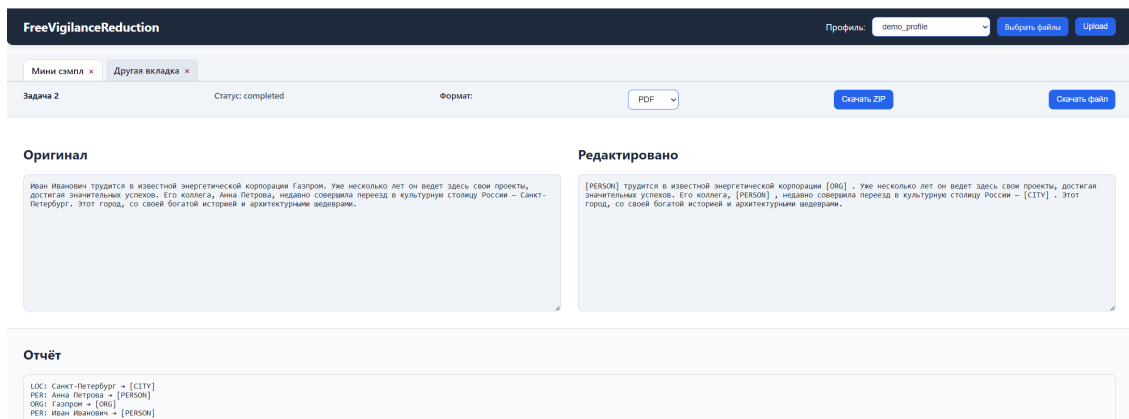 FreeVigilanceReduction
Профиль: demo_profile Выбрать файлы Upload
Мини сэмпл × Другая вкладка ×
Задача 2 Статус: completed Формат: PDF Скачать ZIP Скачать файл
Оригинал
Иван Иванович трудится в известной энергетической корпорации Газпром. Уже несколько лет он ведет здесь свои проекты,
достигая значительных успехов. Его коллега, Анна Петрова, недавно совершила переезд в культурную столицу России — Санкт-
Петербург. Этот город, со своей богатой историей и архитектурными шедеврами.
Редактировано
[PERSON] трудится в известной энергетической корпорации [ORG] . Уже несколько лет он ведет здесь свои проекты, достигая
значительных успехов. Его коллега, [PERSON] , недавно совершила переезд в культурную столицу России — [CITY] . Этот
город, со своей богатой историей и архитектурными шедеврами.
Отчёт
LOC: Санкт-Петербург → [CITY]
PER: Анна Петрова → [PERSON]
ORG: Газпром → [ORG]
PER: Иван Иванович → [PERSON]